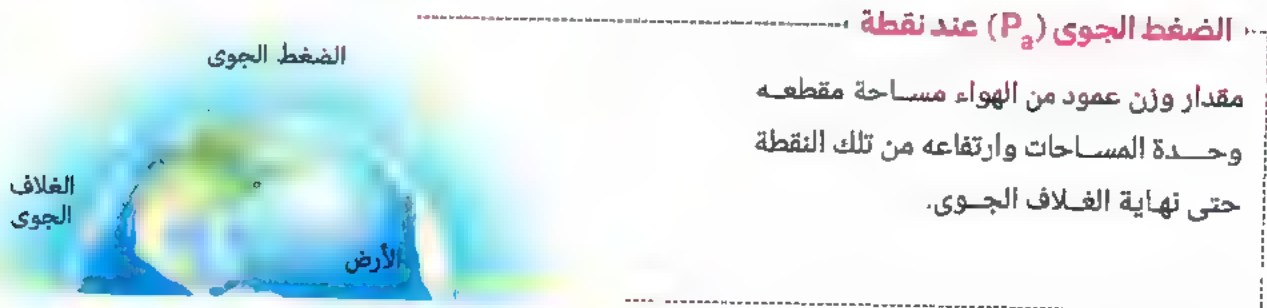 الضغط الجوى (Pa) عند نقطة
مقدار وزن عمود من الهواء مساحة مقطعه
وحدة المساحات وارتفاعه من تلك النقطة
حتى نهاية الغلاف الجوى.
الضغط الجوى
الغلاف
الجوى
الأرض